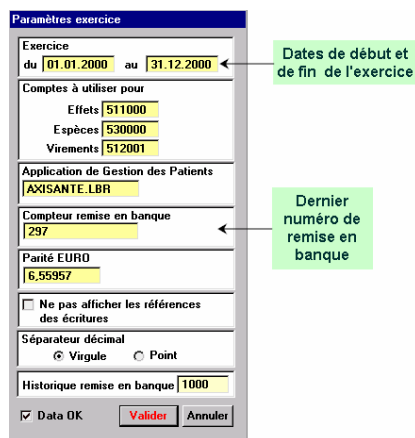 Paramètres exercice
Exercice
du 01.01.2000 au 31.12.2000
Dates de début et
de fin de l'exercice
Comptes à utiliser pour
Effets 511000
Espèces 530000
Virements 512001
Application de Gestion des Patients
AXISANTE.LBR
Compteur remise en banque
297
Dernier
numéro de
remise en
banque
Parité EURO
6,55957
Ne pas afficher les références
des écritures
Séparateur décimal
Virgule Point
Historique remise en banque 1000
Data OK Valider Annuler